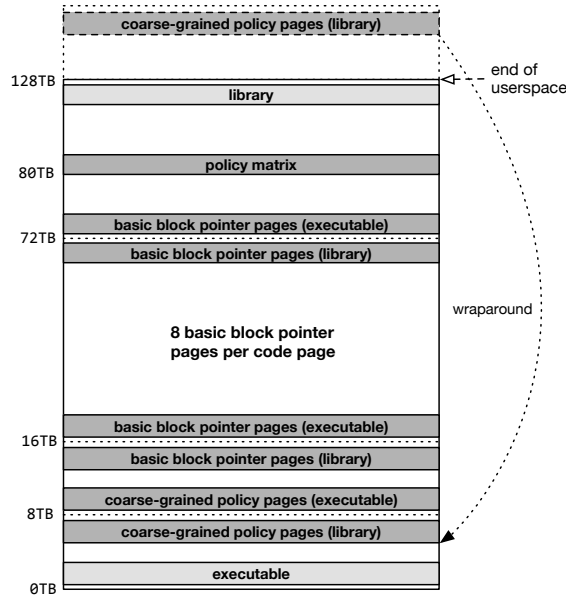 coarse-grained policy pages (library)
128TB
end of
userspace
library
policy matrix
80TB
basic block pointer pages (executable)
72TB
basic block pointer pages (library)
wraparound
8 basic block pointer
pages per code page
basic block pointer pages (executable)
16TB
basic block pointer pages (library)
coarse-grained policy pages (executable)
8TB
coarse-grained policy pages (library)
executable
0TB